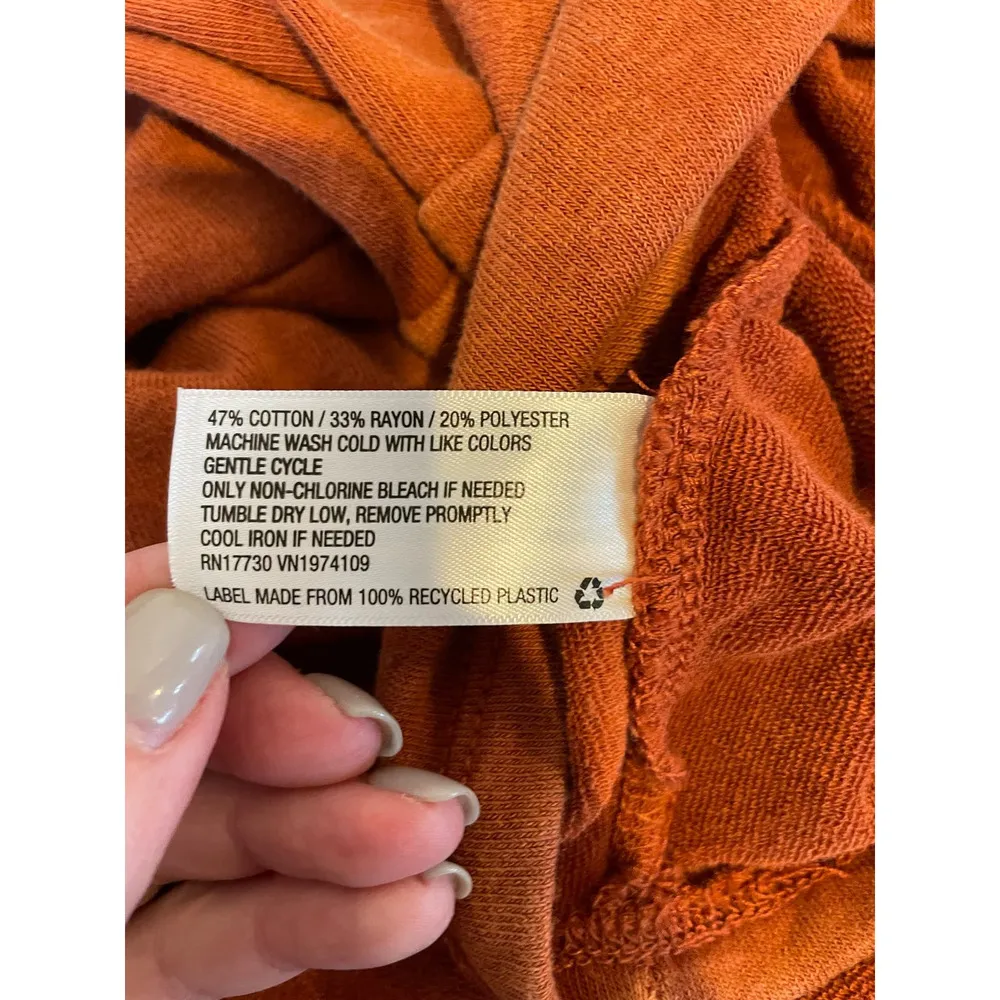 47% COTTON / 33% RAYON / 20% POLYESTER
MACHINE WASH COLD WITH LIKE COLORS
GENTLE CYCLE
ONLY NON-CHLORINE BLEACH IF NEEDED
TUMBLE DRY LOW, REMOVE PROMPTLY
COOL IRON IF NEEDED
RN17730 VN1974109
LABEL MADE FROM 100% RECYCLED PLASTIC